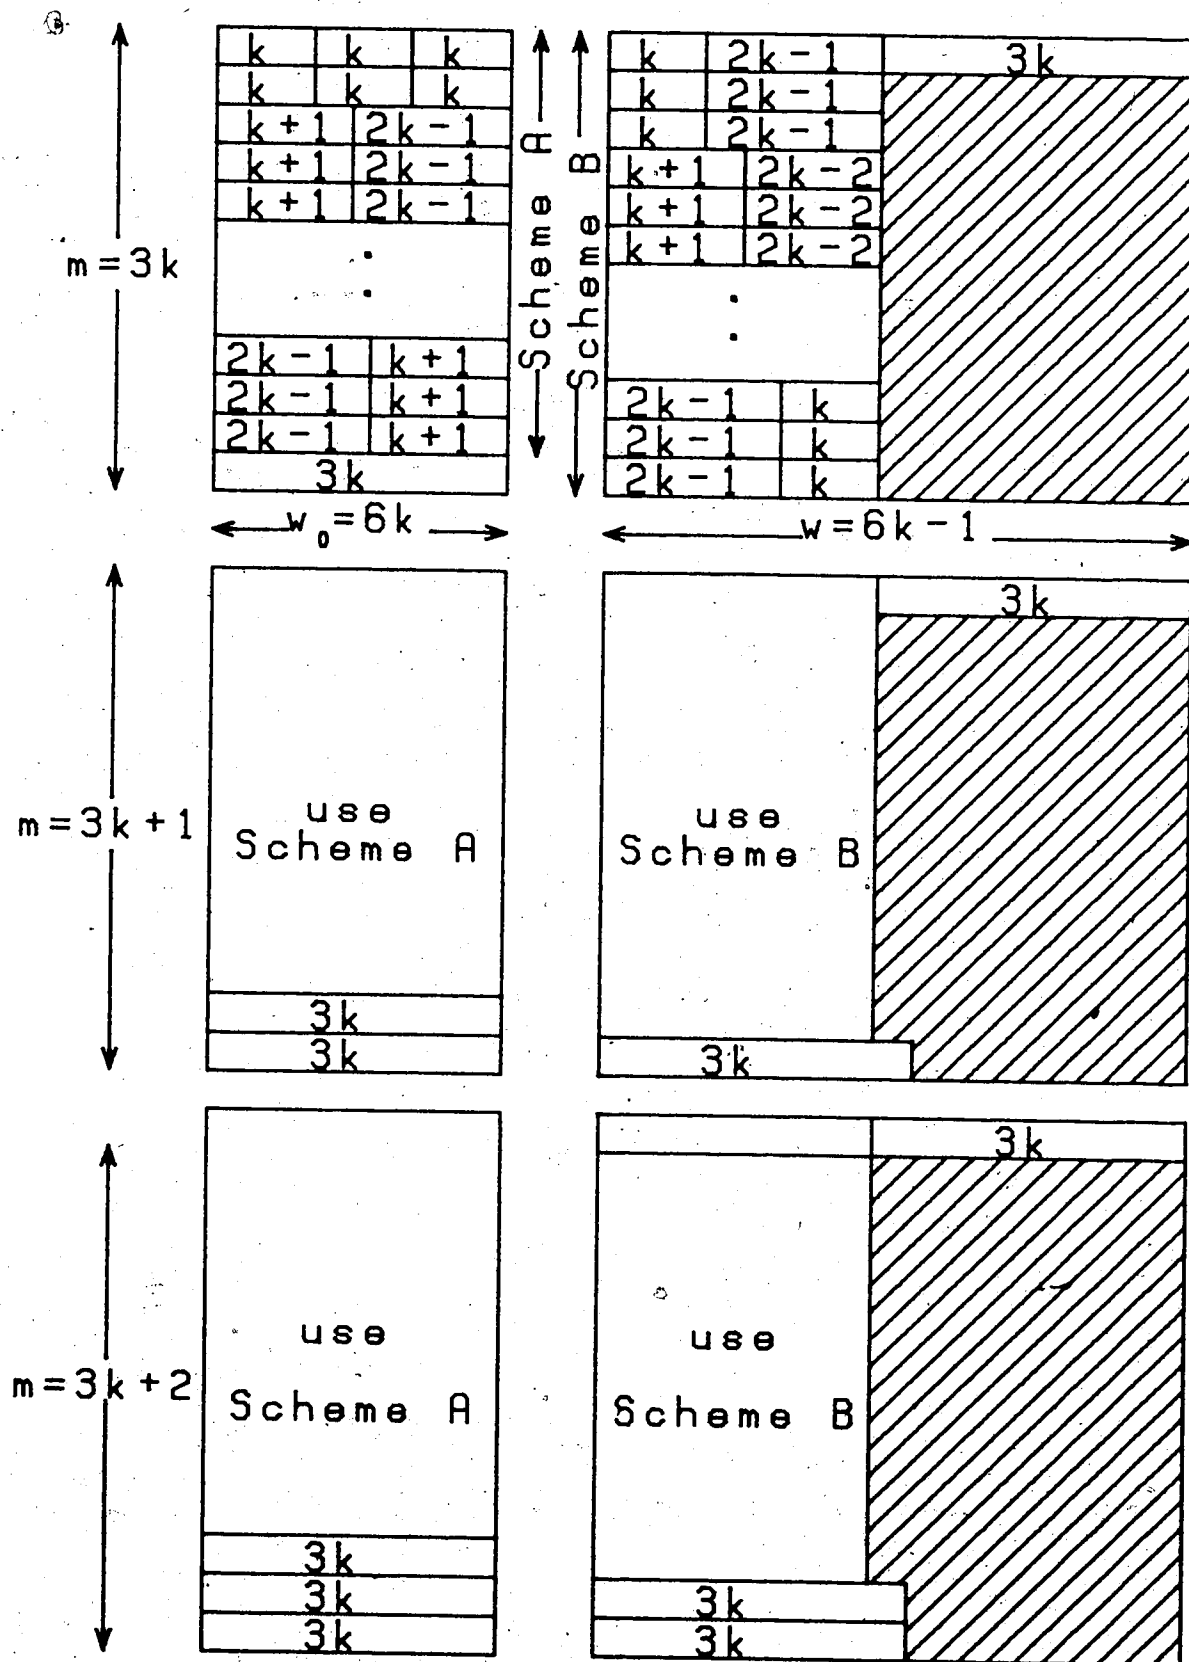 k k k
k k k
k+1 2k-1
k+1 2k-1
k+1 2k-1
2k-1 k+1
2k-1 k+1
2k-1 k+1
3k
m=3k
w₀=6k
Scheme A
Scheme B
k 2k-1 3k
k 2k-1
k 2k-1
k+1 2k-2
k+1 2k-2
k+1 2k-2
2k-1 k
2k-1 k
2k-1 k
w=6k-1
m=3k+1
use
Scheme A
3k
3k
3k
use
Scheme B
3k
m=3k+2
use
Scheme A
3k
3k
3k
3k
use
Scheme B
3k
3k